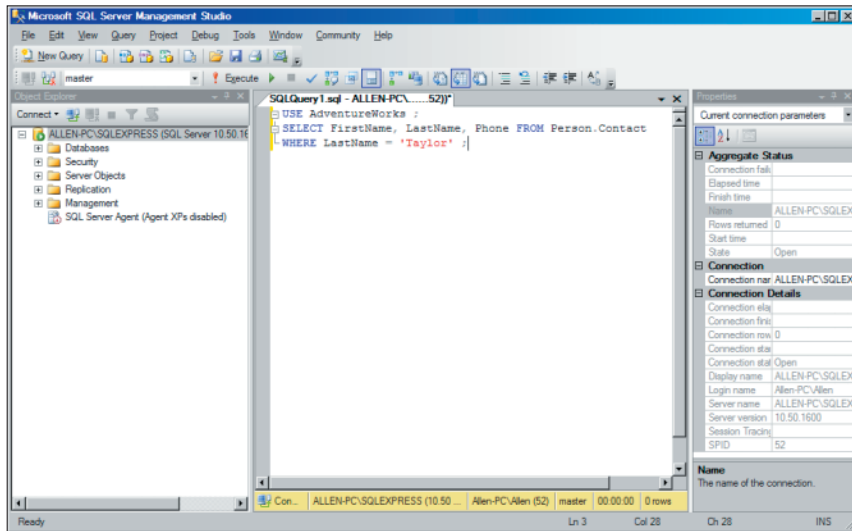 Microsoft SQL Server Management Studio
File Edit View Query Project Debug Tools Window Community Help
New Query
master
Execute
Object Explorer
Connect
ALLEN-PC\SQLEXPRESS (SQL Server 10.50.16
Databases
Security
Server Objects
Replication
Management
SQL Server Agent (Agent XPs disabled)
SQLQuery1.sql - ALLEN-PC\......52))*
USE AdventureWorks ;
SELECT FirstName, LastName, Phone FROM Person.Contact
WHERE LastName = 'Taylor' ;
Con... ALLEN-PC\SQLEXPRESS (10.50 ... Allen-PC\Allen (52) master 00:00:00 0 rows
Properties
Current connection parameters
Aggregate Status
Connection failu
Elapsed time
Finish time
Name ALLEN-PC\SQLEX
Rows returned 0
Start time
State Open
Connection
Connection nar ALLEN-PC\SQLEX
Connection Details
Connection elap
Connection finis
Connection row 0
Connection star
Connection stat Open
Display name ALLEN-PC\SQLEX
Login name Allen-PC\Allen
Server name ALLEN-PC\SQLEX
Server version 10.50.1600
Session Tracing
SPID 52
Name
The name of the connection.
Ready Ln 3 Col 28 Ch 28 INS